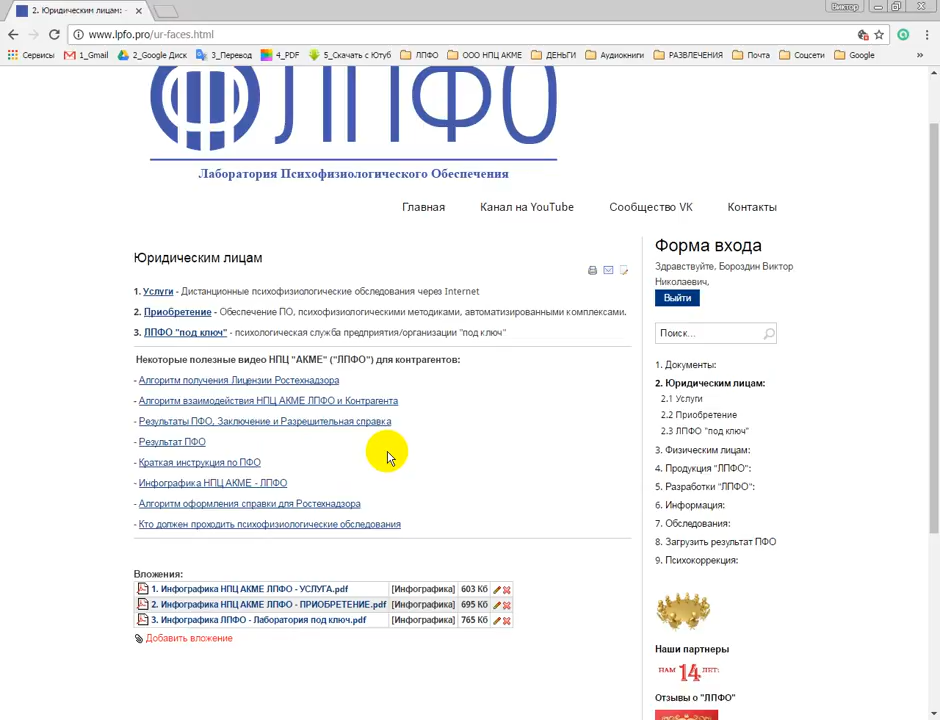 2. Юридическим лицам: -
Виктор
www.lpfo.pro/ur-faces.html
Сервисы 1_Gmail 2_Google Диск 3_Перевод 4_PDF 5_Скачать с Ютуб ЛПФО ООО НПЦ АКМЕ ДЕНЬГИ Аудиокниги РАЗВЛЕЧЕНИЯ Почта Соцсети Google »
ЛПФО
Лаборатория Психофизиологического Обеспечения
Главная Канал на YouTube Сообщество VK Контакты
Юридическим лицам
1. Услуги - Дистанционные психофизиологические обследования через Internet
2. Приобретение - Обеспечение ПО, психофизиологическими методиками, автоматизированными комплексами.
3. ЛПФО "под ключ" - психологическая служба предприятия/организации "под ключ"
Некоторые полезные видео НПЦ "АКМЕ" ("ЛПФО") для контрагентов:
- Алгоритм получения Лицензии Ростехнадзора
- Алгоритм взаимодействия НПЦ АКМЕ ЛПФО и Контрагента
- Результаты ПФО, Заключение и Разрешительная справка
- Результат ПФО
- Краткая инструкция по ПФО
- Инфографика НПЦ АКМЕ - ЛПФО
- Алгоритм оформления справки для Ростехнадзора
- Кто должен проходить психофизиологические обследования
Вложения:
1. Инфографика НПЦ АКМЕ ЛПФО - УСЛУГА.pdf [Инфографика] 603 Кб
2. Инфографика НПЦ АКМЕ ЛПФО - ПРИОБРЕТЕНИЕ.pdf [Инфографика] 695 Кб
3. Инфографика ЛПФО - Лаборатория под ключ.pdf [Инфографика] 765 Кб
Добавить вложение
Форма входа
Здравствуйте, Бороздин Виктор
Николаевич,
Выйти
Поиск...
1. Документы:
2. Юридическим лицам:
2.1 Услуги
2.2 Приобретение
2.3 ЛПФО "под ключ"
3. Физическим лицам:
4. Продукция "ЛПФО":
5. Разработки "ЛПФО":
6. Информация:
7. Обследования:
8. Загрузить результат ПФО
9. Психокоррекция:
Наши партнеры
НАМ 14 ЛЕТ:
Отзывы о "ЛПФО"